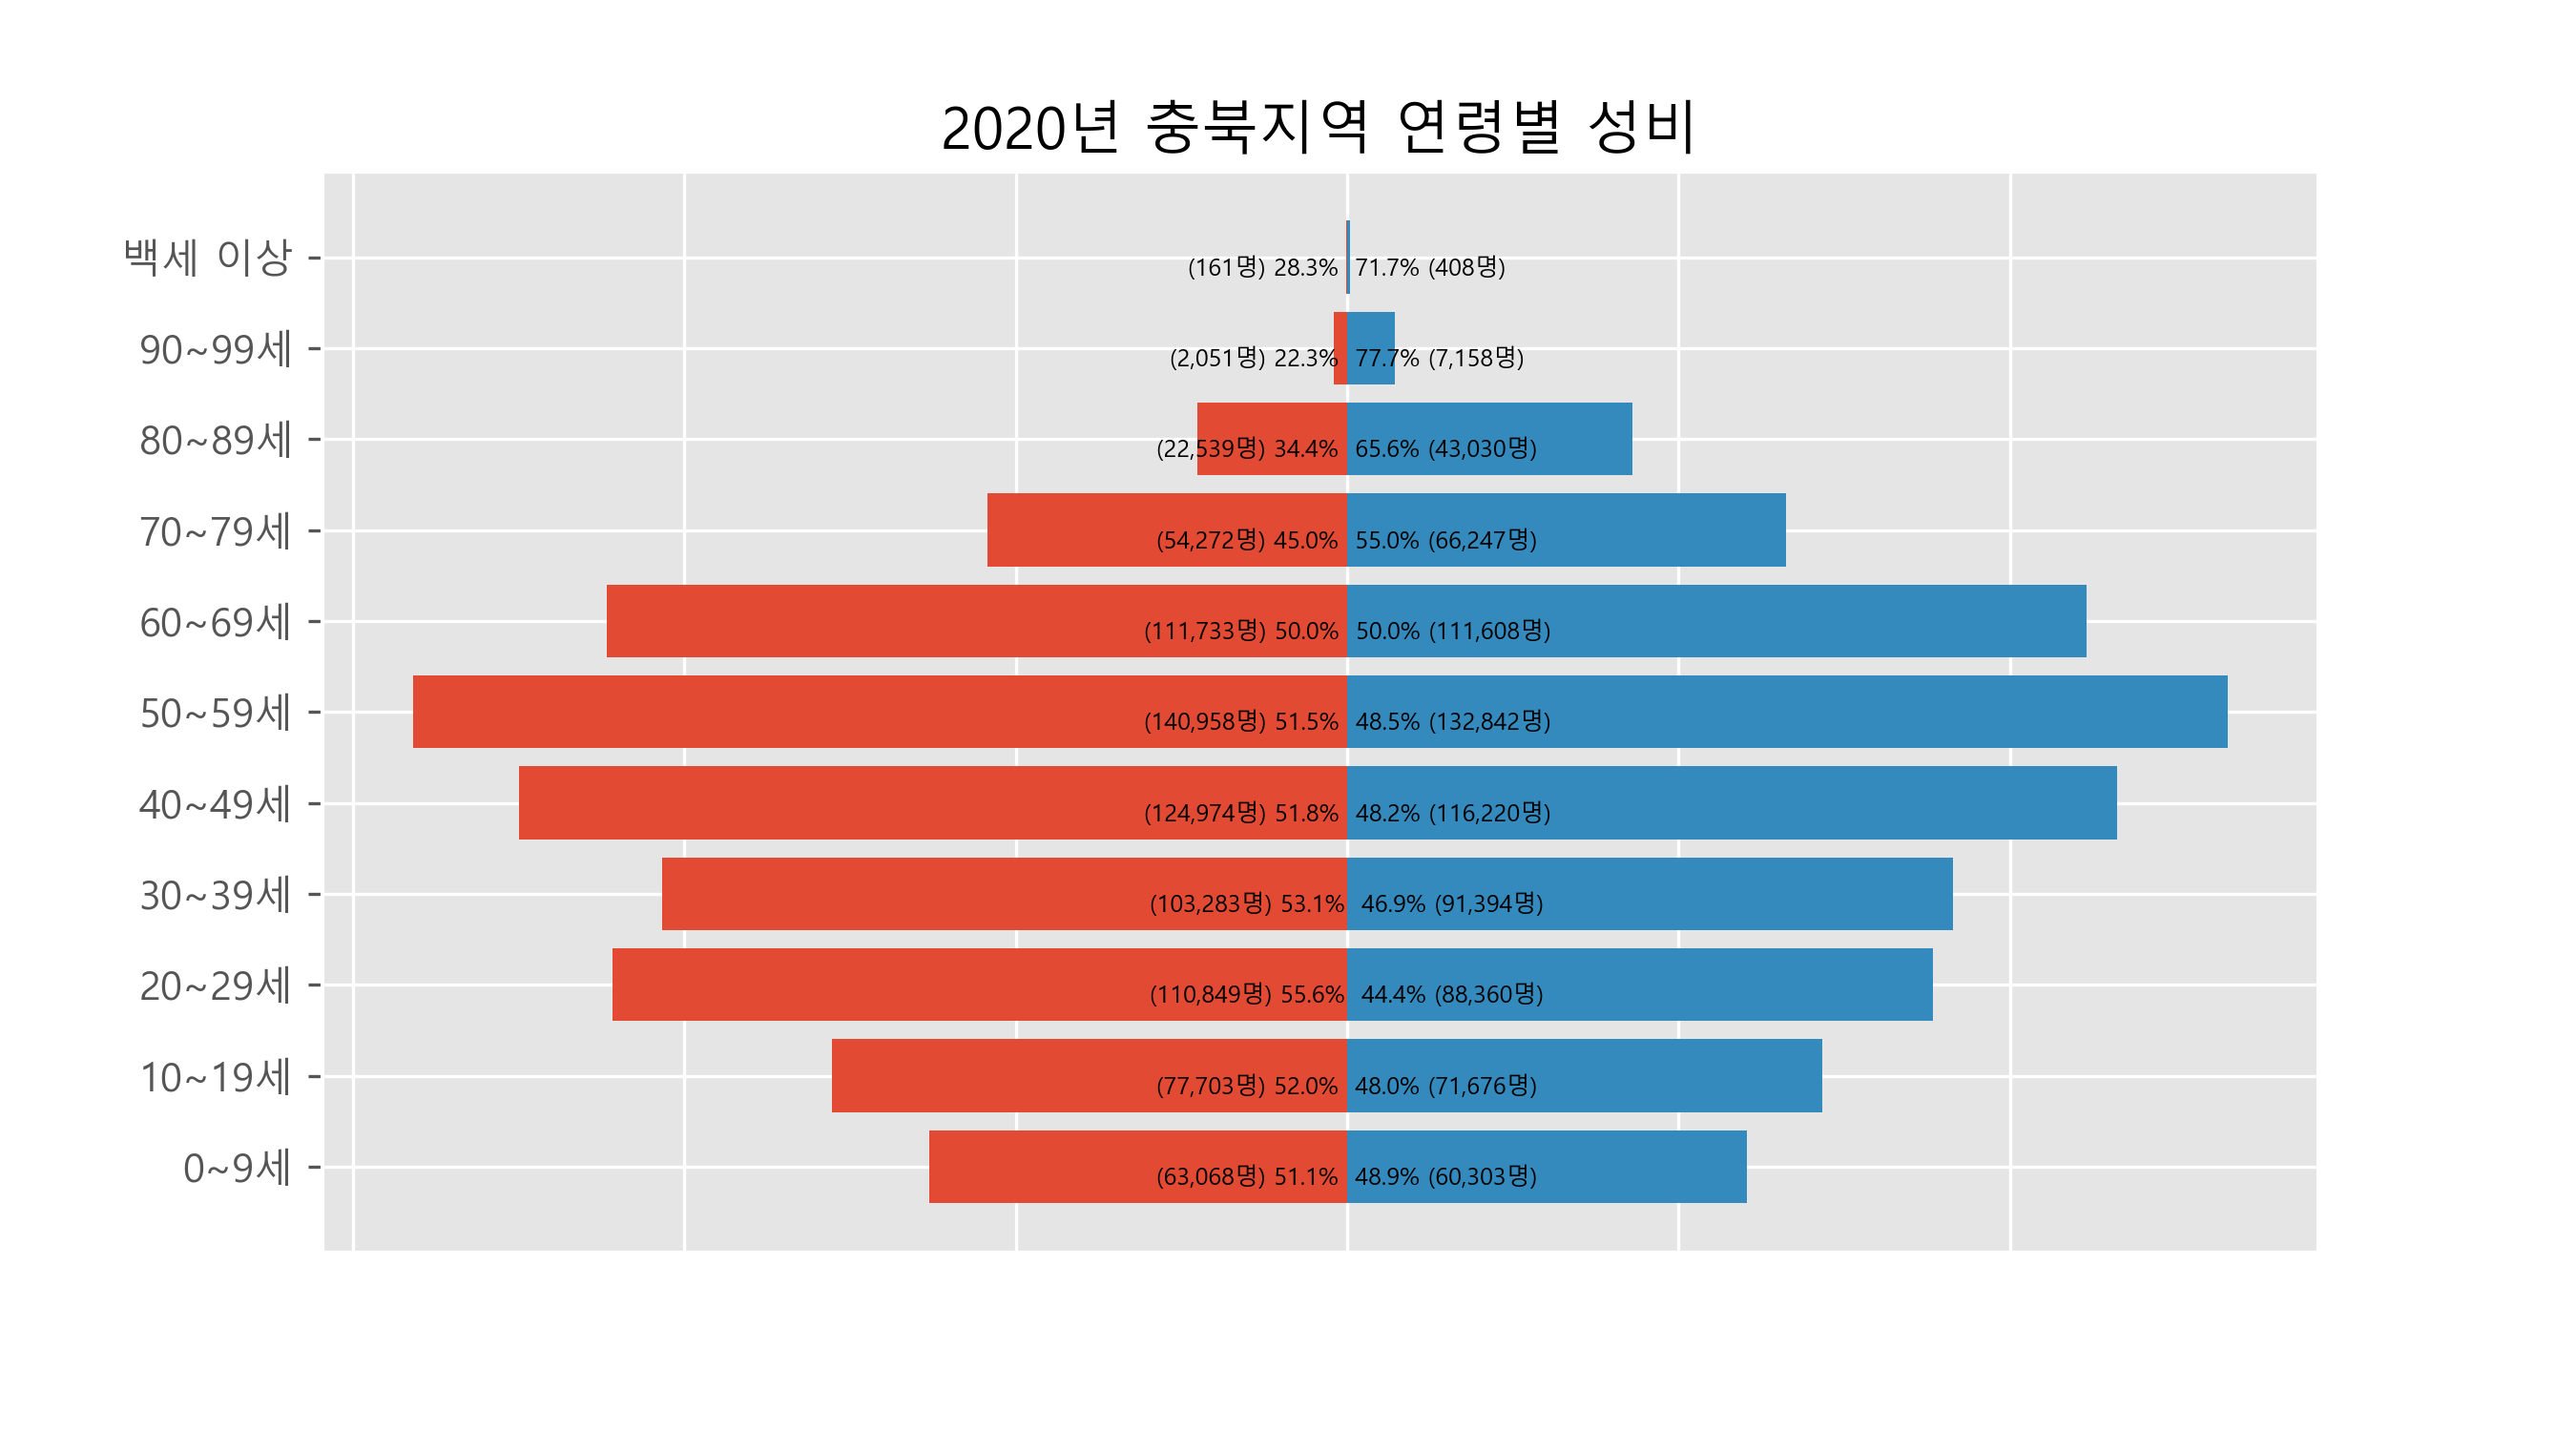 2020년 충북지역 연령별 성비
백세 이상 (161명) 28.3% 71.7% (408명)
90~99세 (2,051명) 22.3% 77.7% (7,158명)
80~89세 (22,539명) 34.4% 65.6% (43,030명)
70~79세 (54,272명) 45.0% 55.0% (66,247명)
60~69세 (111,733명) 50.0% 50.0% (111,608명)
50~59세 (140,958명) 51.5% 48.5% (132,842명)
40~49세 (124,974명) 51.8% 48.2% (116,220명)
30~39세 (103,283명) 53.1% 46.9% (91,394명)
20~29세 (110,849명) 55.6% 44.4% (88,360명)
10~19세 (77,703명) 52.0% 48.0% (71,676명)
0~9세 (63,068명) 51.1% 48.9% (60,303명)